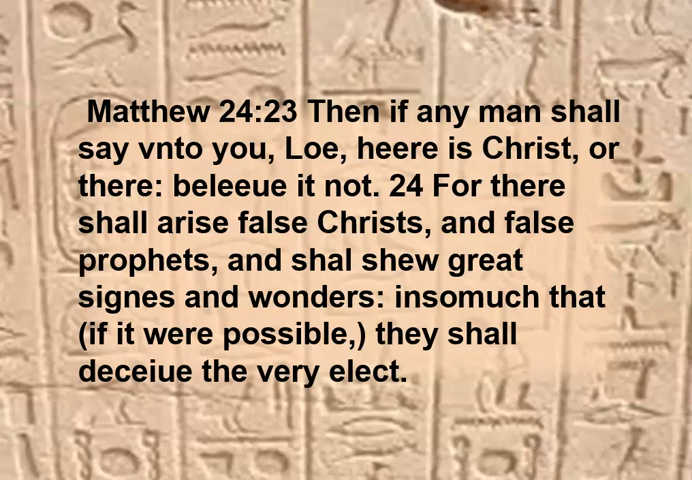 Matthew 24:23 Then if any man shall
say vnto you, Loe, heere is Christ, or
there: beleeue it not. 24 For there
shall arise false Christs, and false
prophets, and shal shew great
signes and wonders: insomuch that
(if it were possible,) they shall
deceiue the very elect.